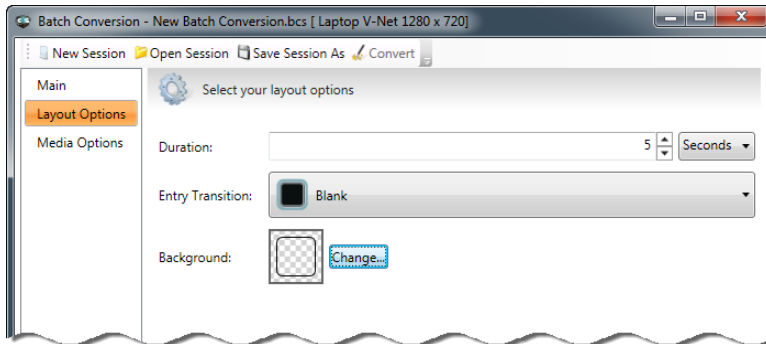 Batch Conversion - New Batch Conversion.bcs [ Laptop V-Net 1280 x 720]
New Session Open Session Save Session As Convert
Main
Select your layout options
Layout Options
Media Options
Duration: 5 Seconds
Entry Transition: Blank
Background: Change...